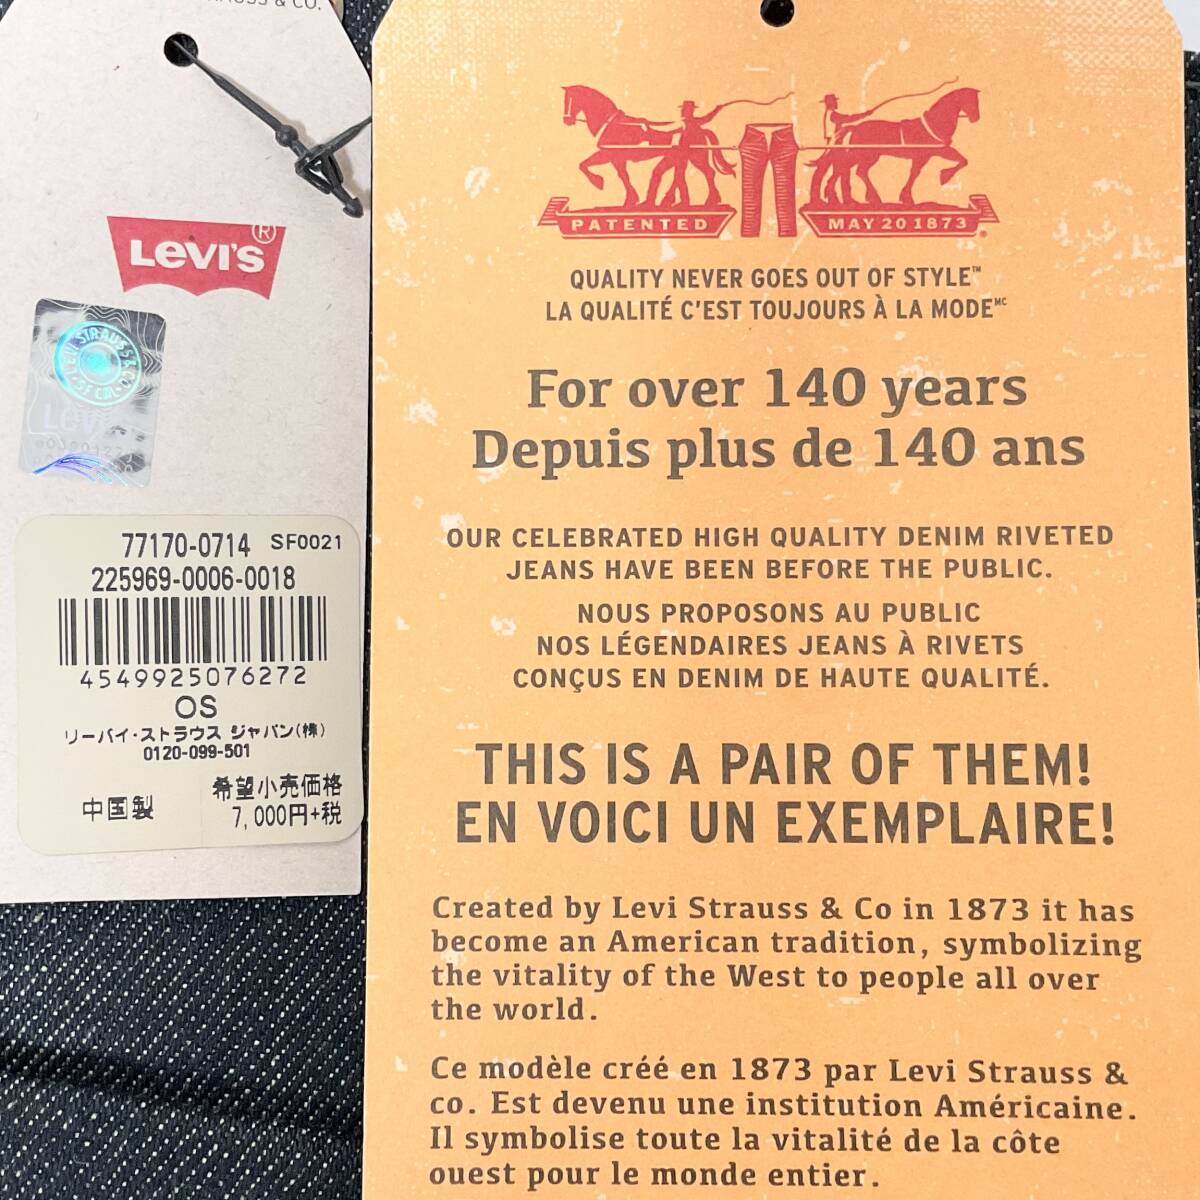 STRAUSS & CO.
LEVI'S®
LEVI STRAUSS & CO.
S.F. CAL.
77170-0714 SF0021
225969-0006-0018
4549925076272
OS
リーバイ・ストラウス ジャパン(株)
0120-099-501
希望小売価格
中国製 7,000円+税
PATENTED MAY 20 1873
QUALITY NEVER GOES OUT OF STYLE™
LA QUALITÉ C'EST TOUJOURS À LA MODEᴹᶜ
For over 140 years
Depuis plus de 140 ans
OUR CELEBRATED HIGH QUALITY DENIM RIVETED
JEANS HAVE BEEN BEFORE THE PUBLIC.
NOUS PROPOSONS AU PUBLIC
NOS LÉGENDAIRES JEANS À RIVETS
CONÇUS EN DENIM DE HAUTE QUALITÉ.
THIS IS A PAIR OF THEM!
EN VOICI UN EXEMPLAIRE!
Created by Levi Strauss & Co in 1873 it has
become an American tradition, symbolizing
the vitality of the West to people all over
the world.
Ce modèle créé en 1873 par Levi Strauss &
co. Est devenu une institution Américaine.
Il symbolise toute la vitalité de la côte
ouest pour le monde entier.